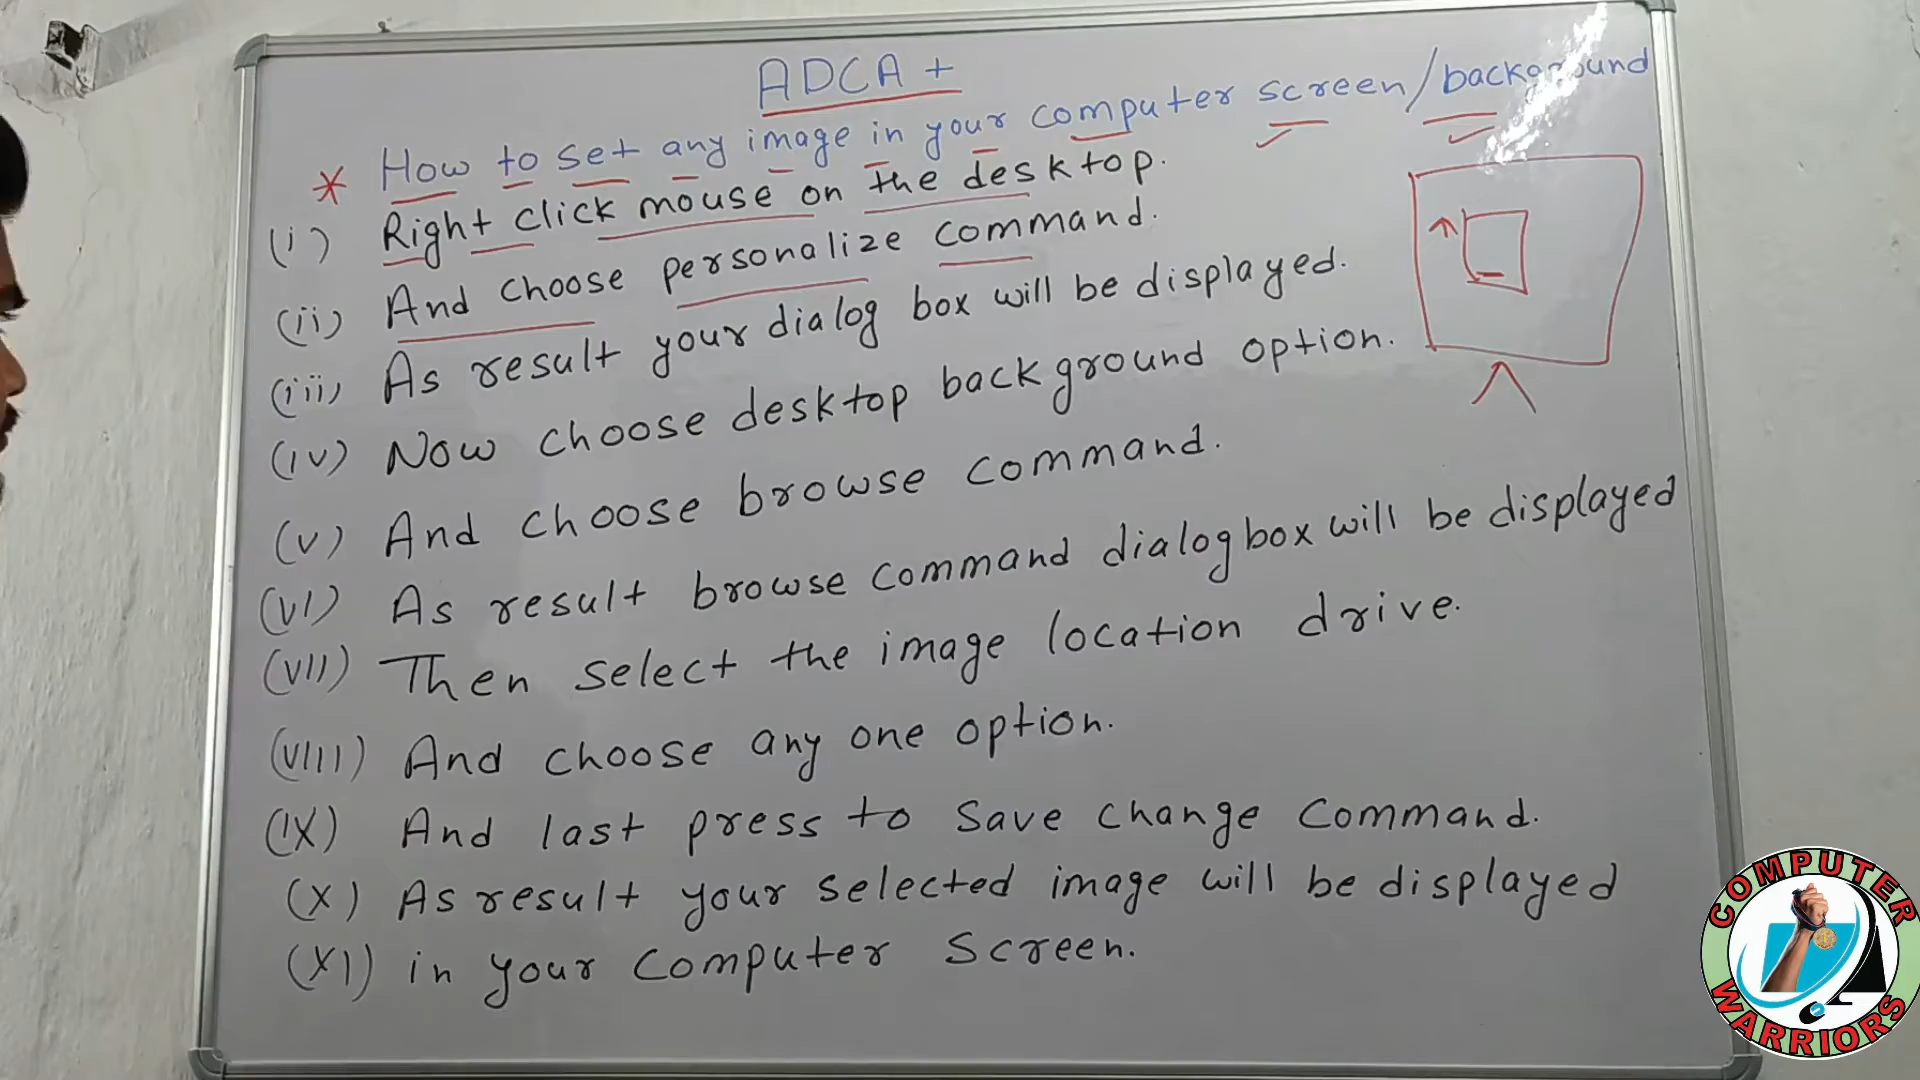 ADCA +
* How to set any image in your computer screen/background
(i) Right click mouse on the desktop.
(ii) And choose personalize command.
(iii) As result your dialog box will be displayed.
(iv) Now choose desktop background option.
(v) And choose browse command.
(vi) As result browse command dialog box will be displayed
(vii) Then select the image location drive.
(viii) And choose any one option.
(ix) And last press to save change command.
(x) As result your selected image will be displayed
(xi) in your computer screen.
COMPUTER
WARRIORS